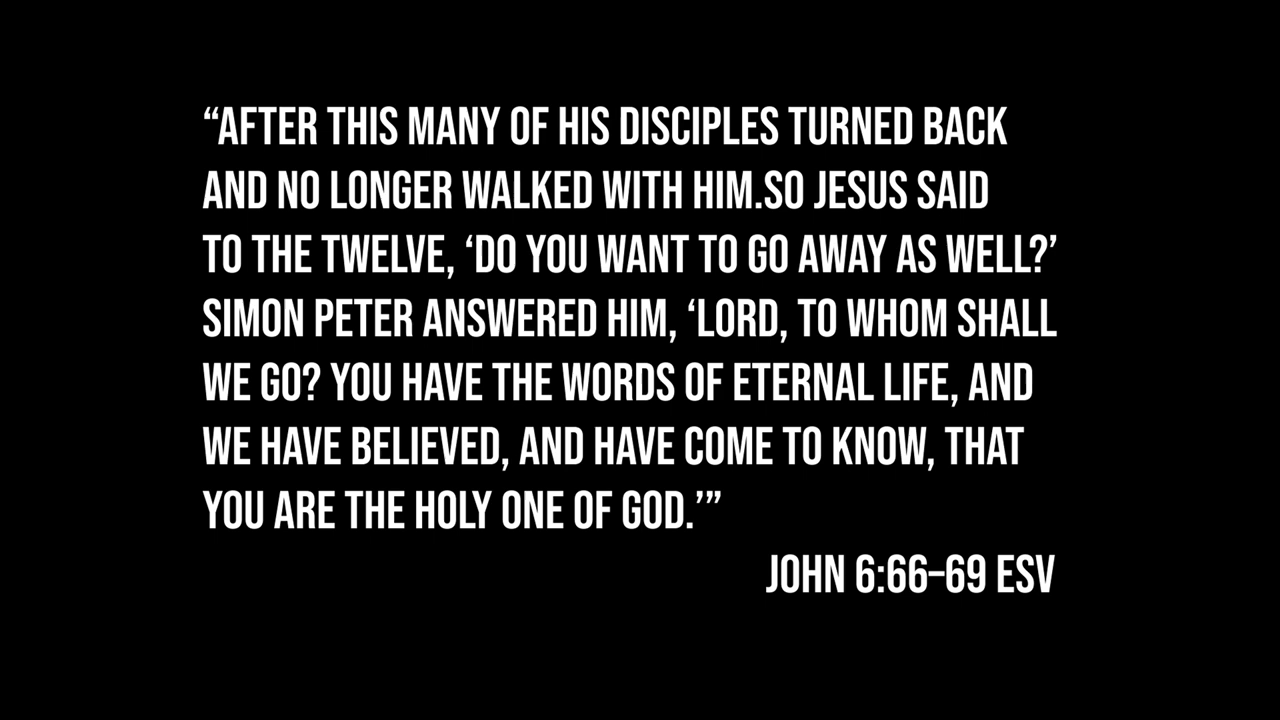 “AFTER THIS MANY OF HIS DISCIPLES TURNED BACK
AND NO LONGER WALKED WITH HIM.SO JESUS SAID
TO THE TWELVE, ‘DO YOU WANT TO GO AWAY AS WELL?’
SIMON PETER ANSWERED HIM, ‘LORD, TO WHOM SHALL
WE GO? YOU HAVE THE WORDS OF ETERNAL LIFE, AND
WE HAVE BELIEVED, AND HAVE COME TO KNOW, THAT
YOU ARE THE HOLY ONE OF GOD.’”
JOHN 6:66–69 ESV